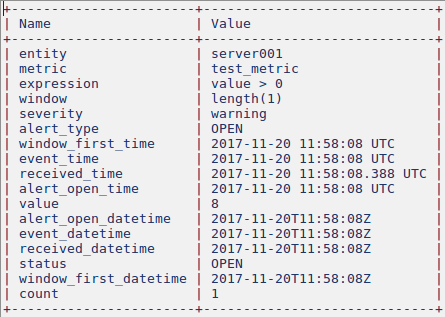 +------------------------+-----------------------------+
| Name                   | Value                       |
+------------------------+-----------------------------+
| entity                 | server001                   |
| metric                 | test_metric                 |
| expression             | value > 0                   |
| window                 | length(1)                   |
| severity               | warning                     |
| alert_type             | OPEN                        |
| window_first_time      | 2017-11-20 11:58:08 UTC     |
| event_time             | 2017-11-20 11:58:08 UTC     |
| received_time          | 2017-11-20 11:58:08.388 UTC |
| alert_open_time        | 2017-11-20 11:58:08 UTC     |
| value                  | 8                           |
| alert_open_datetime    | 2017-11-20T11:58:08Z        |
| event_datetime         | 2017-11-20T11:58:08Z        |
| received_datetime      | 2017-11-20T11:58:08Z        |
| status                 | OPEN                        |
| window_first_datetime  | 2017-11-20T11:58:08Z        |
| count                  | 1                           |
+------------------------+-----------------------------+